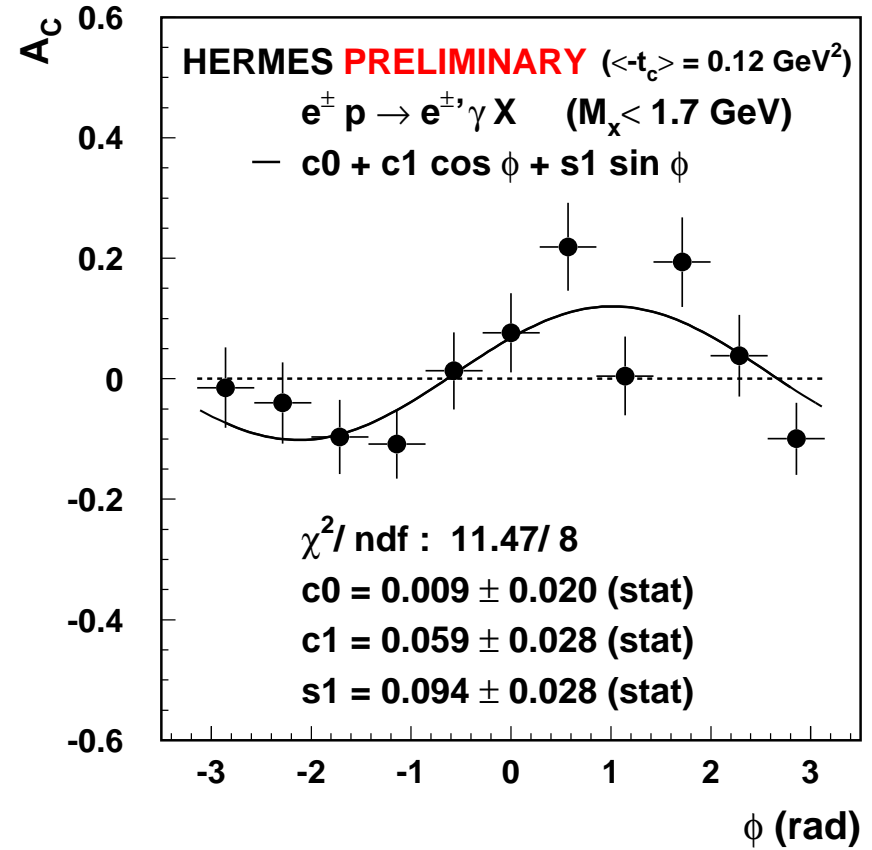 A_C
0.6
HERMES PRELIMINARY (<-t_c> = 0.12 GeV²)
e^± p → e^±' γ X (M_x< 1.7 GeV)
0.4
c0 + c1 cos ϕ + s1 sin ϕ
0.2
0
-0.2
χ²/ ndf : 11.47/ 8
c0 = 0.009 ± 0.020 (stat)
-0.4
c1 = 0.059 ± 0.028 (stat)
s1 = 0.094 ± 0.028 (stat)
-0.6
-3 -2 -1 0 1 2 3
ϕ (rad)